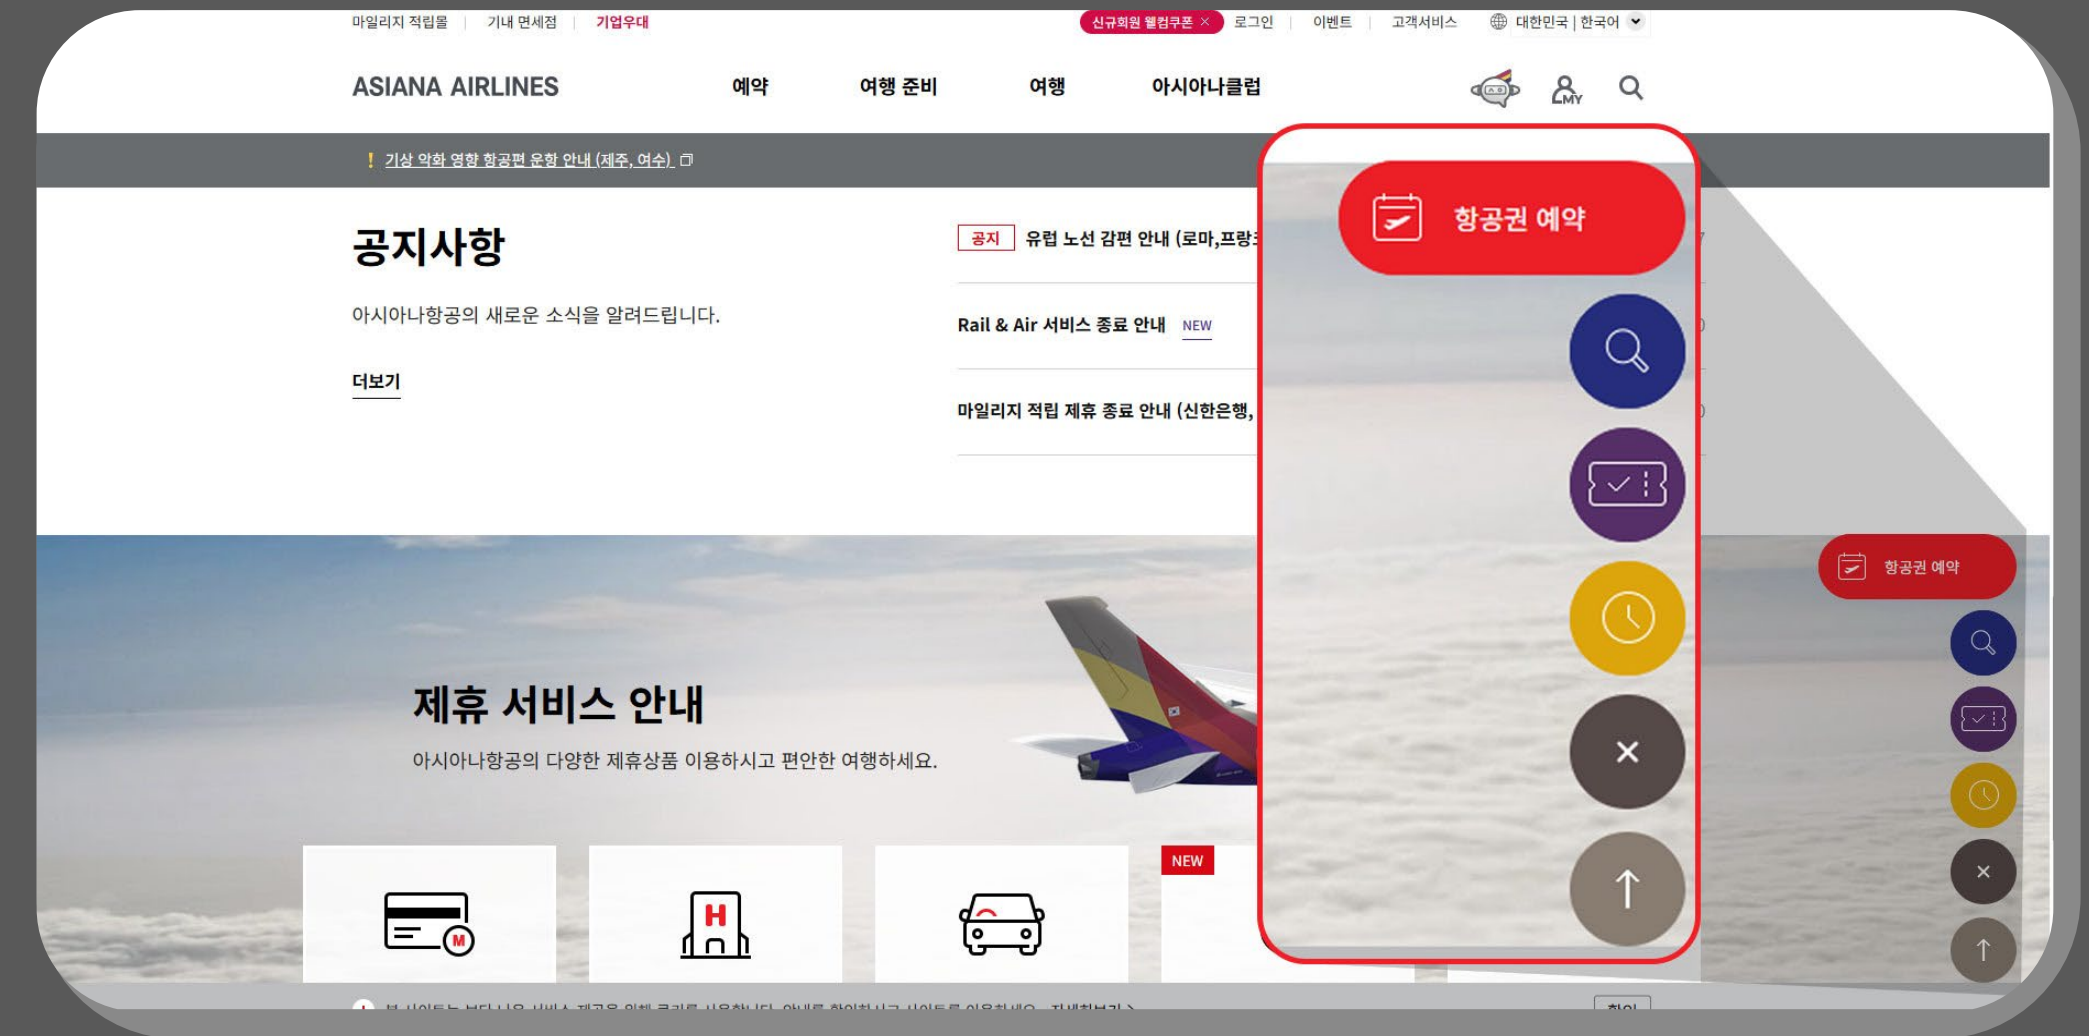 마일리지 적립몰 기내 면세점 기업우대 신규회원 웰컴쿠폰 × 로그인 이벤트 고객서비스 대한민국 | 한국어
ASIANA AIRLINES 예약 여행 준비 여행 아시아나클럽 MY
! 기상 악화 영향 항공편 운항 안내 (제주, 여수)
공지사항
아시아나항공의 새로운 소식을 알려드립니다.
더보기
공지 유럽 노선 감편 안내 (로마,프랑
Rail & Air 서비스 종료 안내 NEW
마일리지 적립 제휴 종료 안내 (신한은행,
항공권 예약
항공권 예약
제휴 서비스 안내
아시아나항공의 다양한 제휴상품 이용하시고 편안한 여행하세요.
NEW
M
H